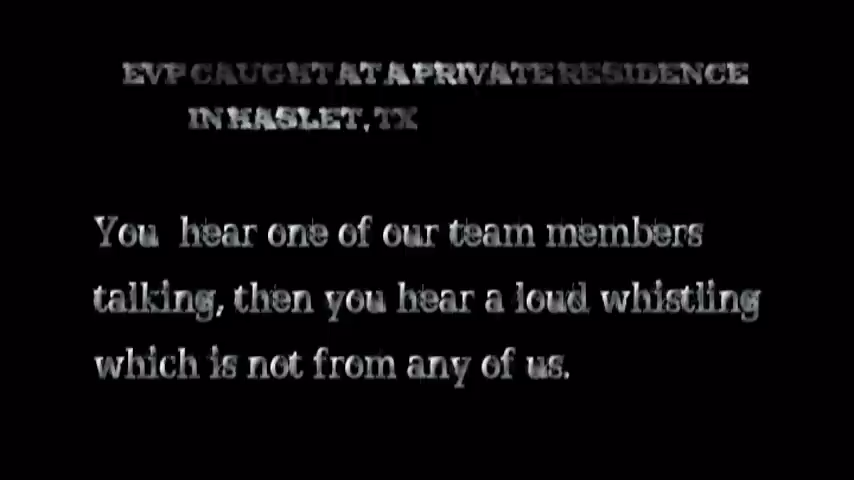 EVP CAUGHT AT A PRIVATE RESIDENCE
IN HASLET, TX
You hear one of our team members
talking, then you hear a loud whistling
which is not from any of us.